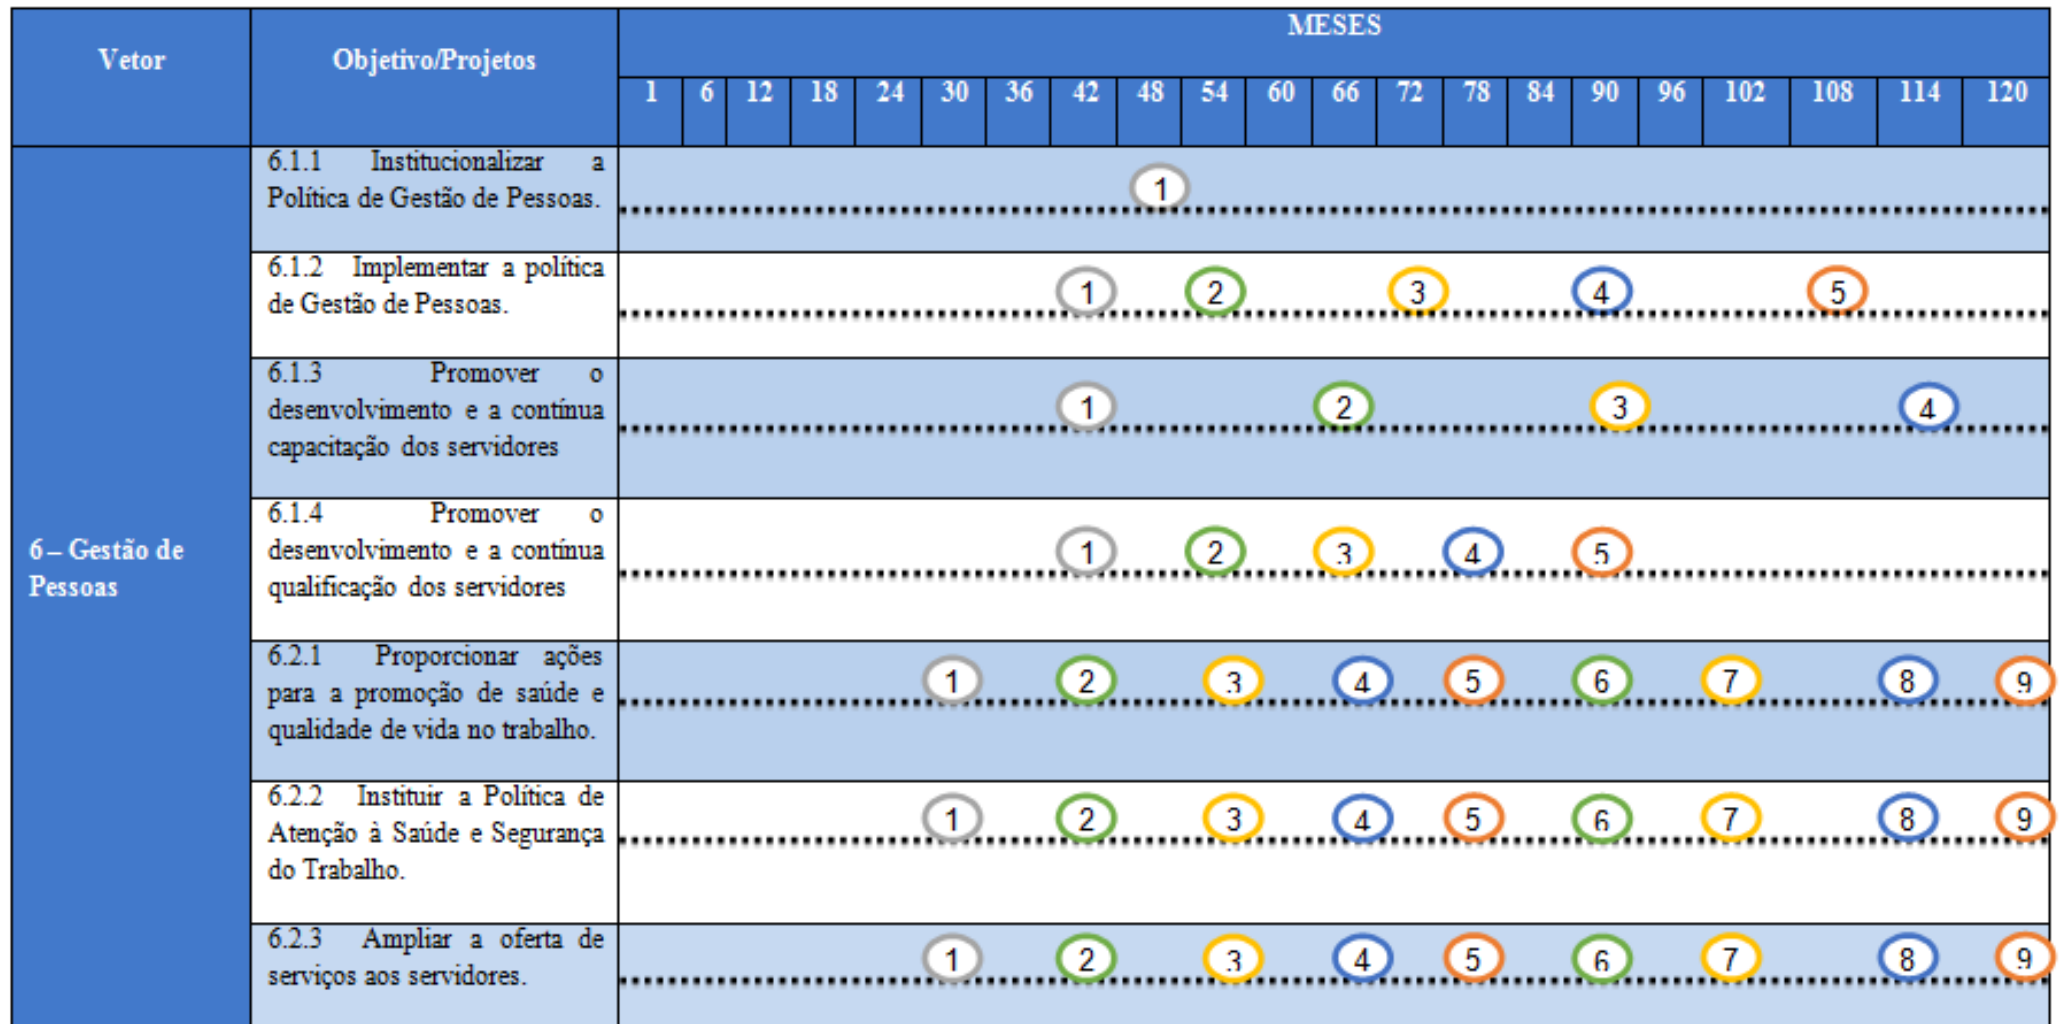 Vetor
Objetivo/Projetos
MESES
1 6 12 18 24 30 36 42 48 54 60 66 72 78 84 90 96 102 108 114 120
6 – Gestão de
Pessoas
6.1.1 Institucionalizar a
Política de Gestão de Pessoas.
1
6.1.2 Implementar a política
de Gestão de Pessoas.
1 2 3 4 5
6.1.3 Promover o
desenvolvimento e a contínua
capacitação dos servidores
1 2 3 4
6.1.4 Promover o
desenvolvimento e a contínua
qualificação dos servidores
1 2 3 4 5
6.2.1 Proporcionar ações
para a promoção de saúde e
qualidade de vida no trabalho.
1 2 3 4 5 6 7 8 9
6.2.2 Instituir a Política de
Atenção à Saúde e Segurança
do Trabalho.
1 2 3 4 5 6 7 8 9
6.2.3 Ampliar a oferta de
serviços aos servidores.
1 2 3 4 5 6 7 8 9